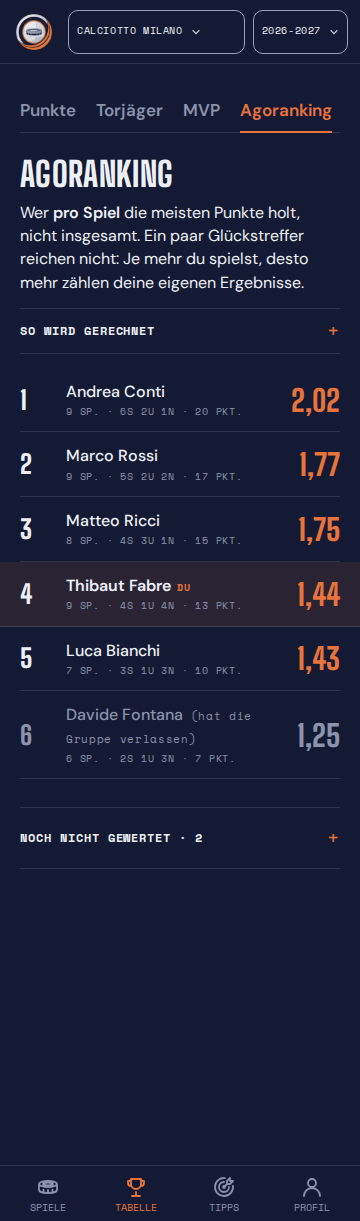 CALCIOTTO MILANO
2026-2027
Punkte Torjäger MVP Agoranking
AGORANKING
Wer pro Spiel die meisten Punkte holt,
nicht insgesamt. Ein paar Glückstreffer
reichen nicht: Je mehr du spielst, desto
mehr zählen deine eigenen Ergebnisse.
SO WIRD GERECHNET +
1 Andrea Conti 2,02
9 SP. · 6S 2U 1N · 20 PKT.
2 Marco Rossi 1,77
9 SP. · 5S 2U 2N · 17 PKT.
3 Matteo Ricci 1,75
8 SP. · 4S 3U 1N · 15 PKT.
4 Thibaut Fabre DU 1,44
9 SP. · 4S 1U 4N · 13 PKT.
5 Luca Bianchi 1,43
7 SP. · 3S 1U 3N · 10 PKT.
6 Davide Fontana (hat die
Gruppe verlassen) 1,25
6 SP. · 2S 1U 3N · 7 PKT.
NOCH NICHT GEWERTET · 2 +
SPIELE TABELLE TIPPS PROFIL